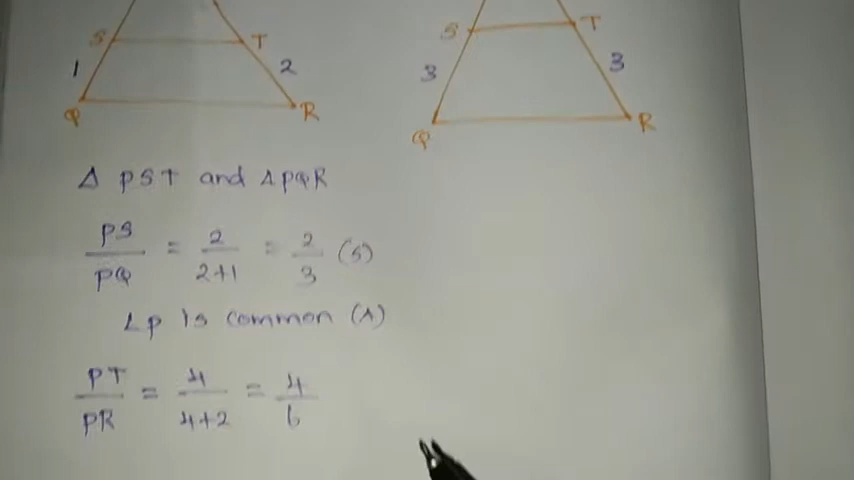 S T S T
1 2 3 3
Q R Q R
Δ PST and ΔPQR
PS/PQ = 2/2+1 = 2/3 (S)
∠P is common (A)
PT/PR = 4/4+2 = 4/6